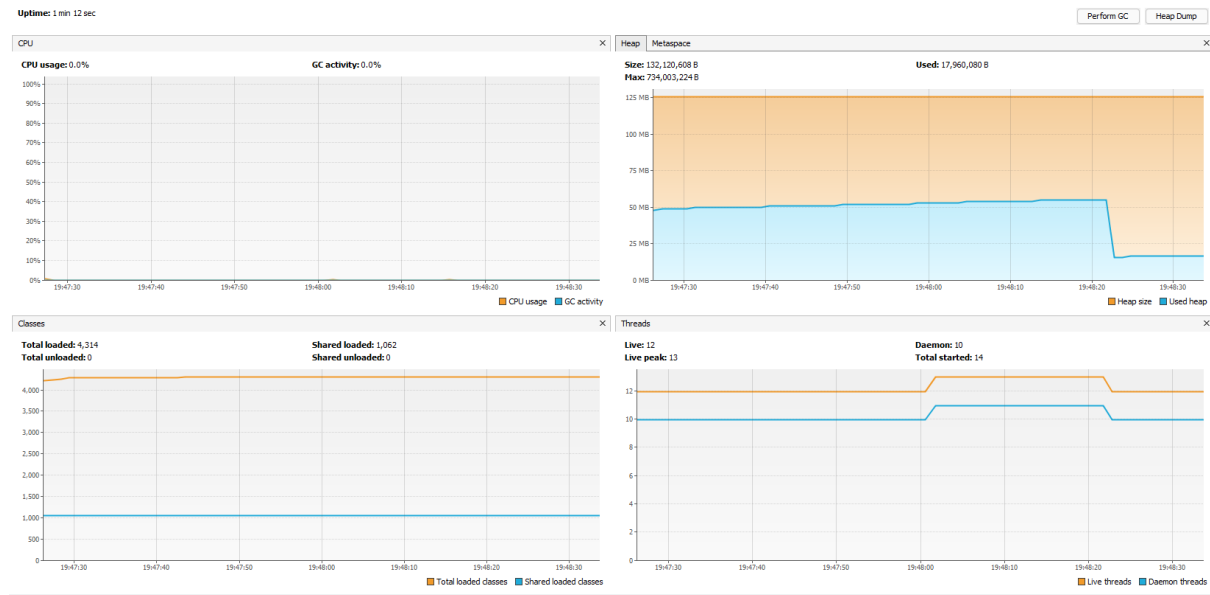 Uptime: 1 min 12 sec
Perform GC Heap Dump
CPU ×
CPU usage: 0.0% GC activity: 0.0%
100%
90%
80%
70%
60%
50%
40%
30%
20%
10%
0%
19:47:30 19:47:40 19:47:50 19:48:00 19:48:10 19:48:20 19:48:30
CPU usage GC activity
Heap Metaspace ×
Size: 132,120,608 B Used: 17,960,080 B
Max: 734,003,224 B
125 MB
100 MB
75 MB
50 MB
25 MB
0 MB
19:47:30 19:47:40 19:47:50 19:48:00 19:48:10 19:48:20 19:48:30
Heap size Used heap
Classes ×
Total loaded: 4,314 Shared loaded: 1,062
Total unloaded: 0 Shared unloaded: 0
4,000
3,500
3,000
2,500
2,000
1,500
1,000
500
0
19:47:30 19:47:40 19:47:50 19:48:00 19:48:10 19:48:20 19:48:30
Total loaded classes Shared loaded classes
Threads ×
Live: 12 Daemon: 10
Live peak: 13 Total started: 14
12
10
8
6
4
2
0
19:47:30 19:47:40 19:47:50 19:48:00 19:48:10 19:48:20 19:48:30
Live threads Daemon threads